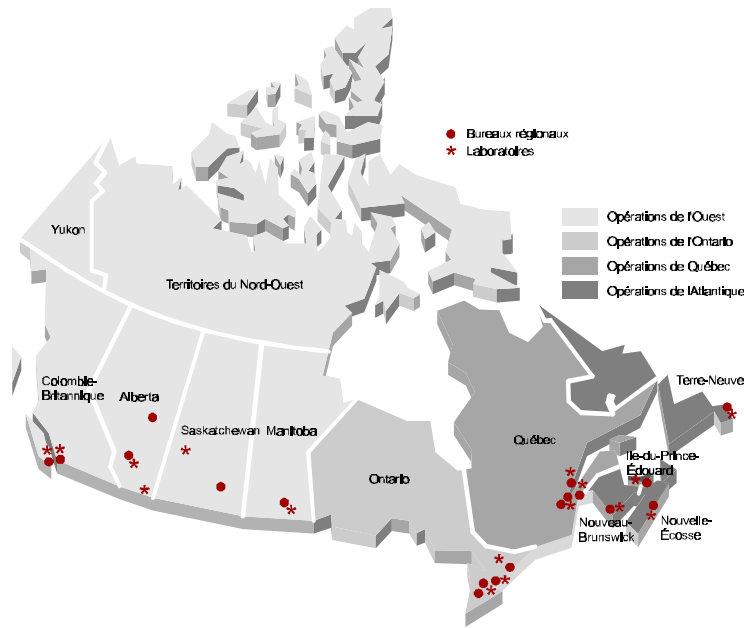 Bureaux régionaux
Laboratoires
Opérations de l'Ouest
Opérations de l'Ontario
Opérations de Québec
Opérations de l'Atlantique
Yukon
Territoires du Nord-Ouest
Colombie-
Britannique
Alberta
Saskatchewan
Manitoba
Ontario
Québec
Terre-Neuve
Ile-du-Prince-
Édouard
Nouveau-
Brunswick
Nouvelle-
Écosse